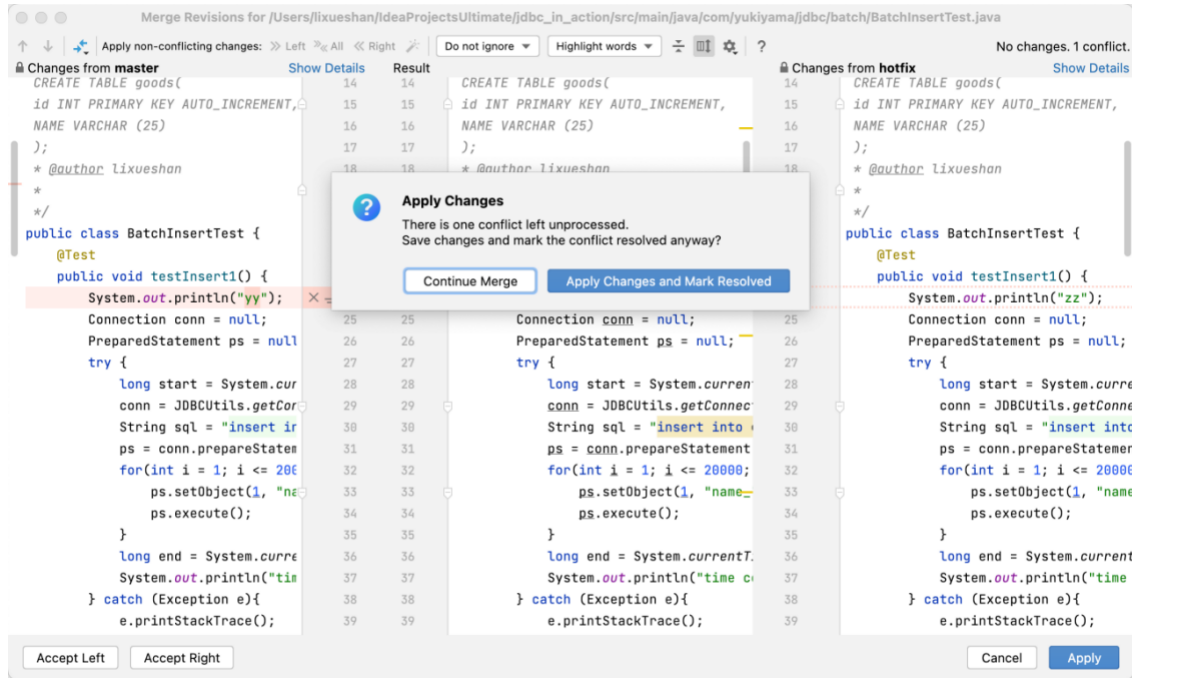 Merge Revisions for /Users/lixueshan/IdeaProjectsUltimate/jdbc_in_action/src/main/java/com/yukiyama/jdbc/batch/BatchInsertTest.java
Apply non-conflicting changes: Left All Right Do not ignore Highlight words ? No changes. 1 conflict.
Changes from master Show Details Result Changes from hotfix Show Details
CREATE TABLE goods( 14 14 CREATE TABLE goods( 14 CREATE TABLE goods(
id INT PRIMARY KEY AUTO_INCREMENT, 15 15 id INT PRIMARY KEY AUTO_INCREMENT, 15 id INT PRIMARY KEY AUTO_INCREMENT,
NAME VARCHAR (25) 16 16 NAME VARCHAR (25) 16 NAME VARCHAR (25)
); 17 17 ); 17 );
* @author lixueshan 18 18 * @author lixueshan 18 * @author lixueshan
* *
*/ */
public class BatchInsertTest { public class BatchInsertTest {
@Test @Test
public void testInsert1() { public void testInsert1() {
System.out.println("yy"); System.out.println("zz");
Apply Changes
There is one conflict left unprocessed.
Save changes and mark the conflict resolved anyway?
Continue Merge Apply Changes and Mark Resolved
Connection conn = null; 25 25 Connection conn = null; 25 Connection conn = null;
PreparedStatement ps = null 26 26 PreparedStatement ps = null; 26 PreparedStatement ps = null;
try { 27 27 try { 27 try {
long start = System.cur 28 28 long start = System.curren 28 long start = System.curre
conn = JDBCUtils.getCon 29 29 conn = JDBCUtils.getConnec 29 conn = JDBCUtils.getConne
String sql = "insert in 30 30 String sql = "insert into 30 String sql = "insert into
ps = conn.prepareStatem 31 31 ps = conn.prepareStatement 31 ps = conn.prepareStatemen
for(int i = 1; i <= 200 32 32 for(int i = 1; i <= 20000; 32 for(int i = 1; i <= 20000
ps.setObject(1, "na 33 33 ps.setObject(1, "name_ 33 ps.setObject(1, "name
ps.execute(); 34 34 ps.execute(); 34 ps.execute();
} 35 35 } 35 }
long end = System.curre 36 36 long end = System.currentT 36 long end = System.current
System.out.println("tim 37 37 System.out.println("time c 37 System.out.println("time
} catch (Exception e){ 38 38 } catch (Exception e){ 38 } catch (Exception e){
e.printStackTrace(); 39 39 e.printStackTrace(); 39 e.printStackTrace();
Accept Left Accept Right Cancel Apply